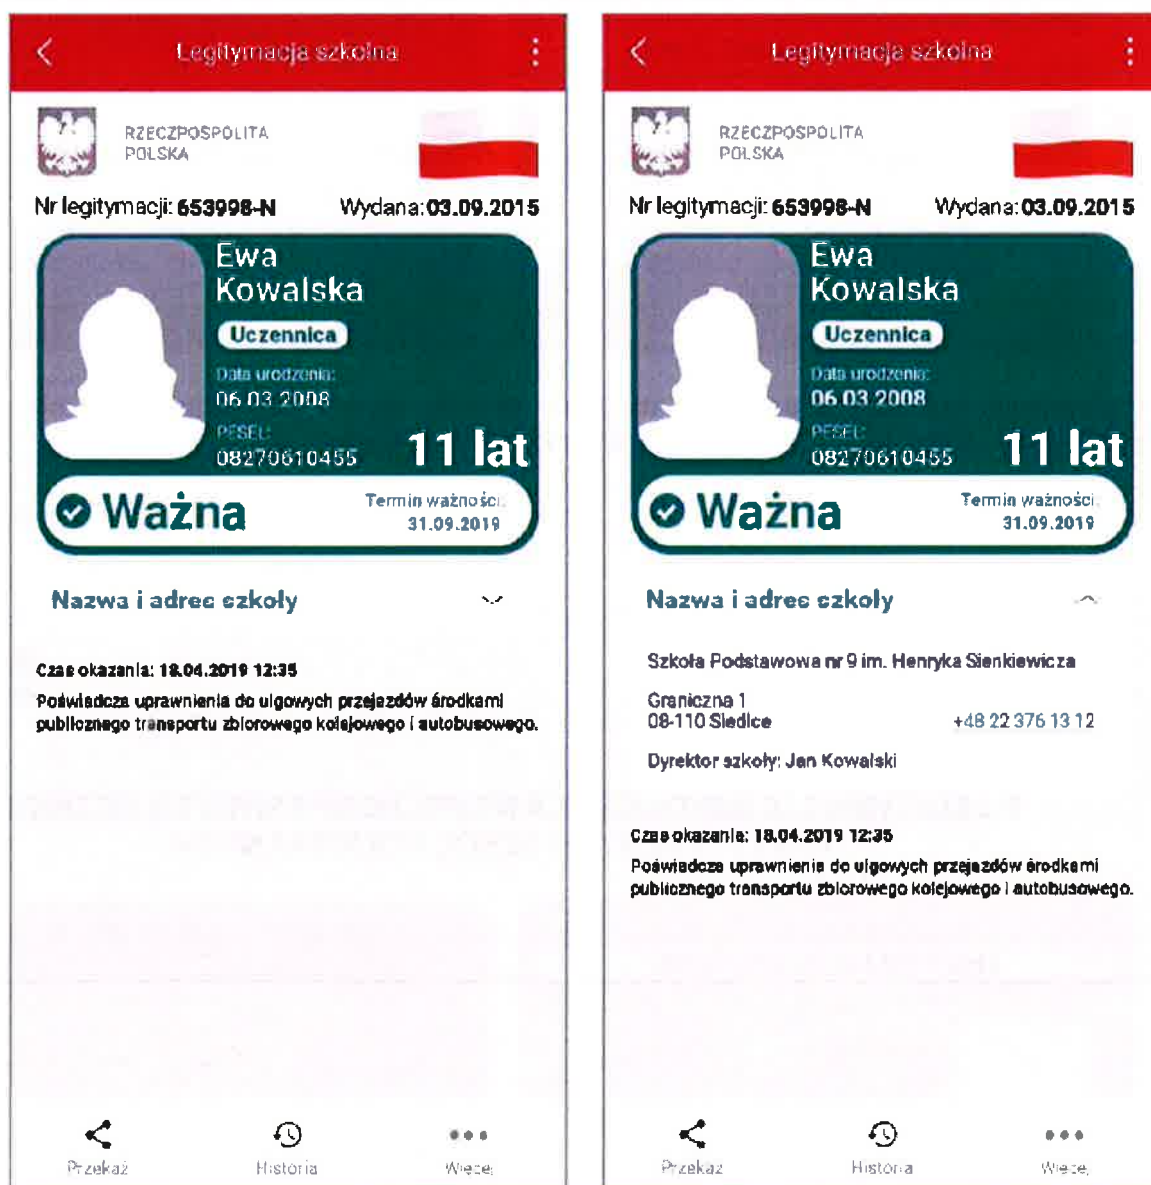 Legitymacja szkolna
RZECZPOSPOLITA
POLSKA
Nr legitymacji: 653998-N Wydana: 03.09.2015
Ewa
Kowalska
Uczennica
Data urodzenia:
06.03.2008
PESEL:
08270610455
11 lat
Ważna
Termin ważności:
31.09.2019
Nazwa i adres szkoły
Czas okazania: 18.04.2019 12:35
Poświadcza uprawnienia do ulgowych przejazdów środkami
publicznego transportu zbiorowego kolejowego i autobusowego.
Przekaż Historia Więcej
Legitymacja szkolna
RZECZPOSPOLITA
POLSKA
Nr legitymacji: 653998-N Wydana: 03.09.2015
Ewa
Kowalska
Uczennica
Data urodzenia:
06.03.2008
PESEL:
08270610455
11 lat
Ważna
Termin ważności:
31.09.2019
Nazwa i adres szkoły
Szkoła Podstawowa nr 9 im. Henryka Sienkiewicza
Graniczna 1
08-110 Siedlce +48 22 376 13 12
Dyrektor szkoły: Jan Kowalski
Czas okazania: 18.04.2019 12:35
Poświadcza uprawnienia do ulgowych przejazdów środkami
publicznego transportu zbiorowego kolejowego i autobusowego.
Przekaż Historia Więcej